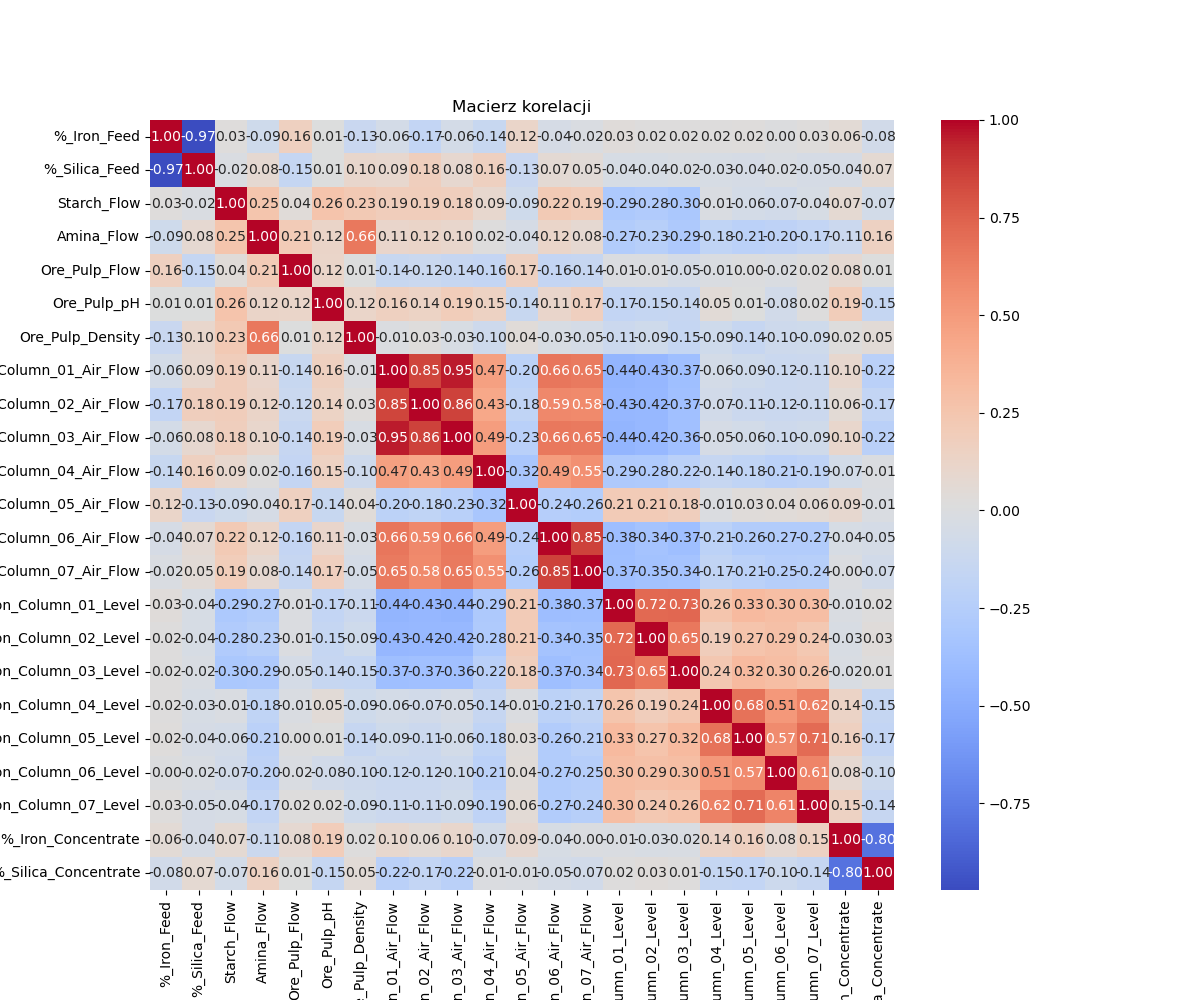 Macierz korelacji
%_Iron_Feed 1.00 -0.97 0.03 -0.09 0.16 0.01 -0.13 -0.06 -0.17 -0.06 -0.14 0.12 -0.04 -0.02 0.03 0.02 0.02 0.02 0.02 0.00 0.03 0.06 -0.08
%_Silica_Feed -0.97 1.00 -0.02 0.08 -0.15 0.01 0.10 0.09 0.18 0.08 0.16 -0.13 0.07 0.05 -0.04 -0.04 -0.02 -0.03 -0.04 -0.02 -0.05 -0.04 0.07
Starch_Flow 0.03 -0.02 1.00 0.25 0.04 0.26 0.23 0.19 0.19 0.18 0.09 -0.09 0.22 0.19 -0.29 -0.28 -0.30 -0.01 -0.06 -0.07 -0.04 0.07 -0.07
Amina_Flow -0.09 0.08 0.25 1.00 0.21 0.12 0.66 0.11 0.12 0.10 0.02 -0.04 0.12 0.08 -0.27 -0.23 -0.29 -0.18 -0.21 -0.20 -0.17 -0.11 0.16
Ore_Pulp_Flow 0.16 -0.15 0.04 0.21 1.00 0.12 0.01 -0.14 -0.12 -0.14 -0.16 0.17 -0.16 -0.14 -0.01 -0.01 -0.05 -0.01 0.00 -0.02 0.02 0.08 0.01
Ore_Pulp_pH 0.01 0.01 0.26 0.12 0.12 1.00 0.12 0.16 0.14 0.19 0.15 -0.14 0.11 0.17 -0.17 -0.15 -0.14 0.05 0.01 -0.08 0.02 0.19 -0.15
Ore_Pulp_Density -0.13 0.10 0.23 0.66 0.01 0.12 1.00 -0.01 0.03 -0.03 -0.10 0.04 -0.03 -0.05 -0.11 -0.09 -0.15 -0.09 -0.14 -0.10 -0.09 0.02 0.05
Column_01_Air_Flow -0.06 0.09 0.19 0.11 -0.14 0.16 -0.01 1.00 0.85 0.95 0.47 -0.20 0.66 0.65 -0.44 -0.43 -0.37 -0.06 -0.09 -0.12 -0.11 0.10 -0.22
Column_02_Air_Flow -0.17 0.18 0.19 0.12 -0.12 0.14 0.03 0.85 1.00 0.86 0.43 -0.18 0.59 0.58 -0.43 -0.42 -0.37 -0.07 -0.11 -0.12 -0.11 0.06 -0.17
Column_03_Air_Flow -0.06 0.08 0.18 0.10 -0.14 0.19 -0.03 0.95 0.86 1.00 0.49 -0.23 0.66 0.65 -0.44 -0.42 -0.36 -0.05 -0.06 -0.10 -0.09 0.10 -0.22
Column_04_Air_Flow -0.14 0.16 0.09 0.02 -0.16 0.15 -0.10 0.47 0.43 0.49 1.00 -0.32 0.49 0.55 -0.29 -0.28 -0.22 -0.14 -0.18 -0.21 -0.19 -0.07 -0.01
Column_05_Air_Flow 0.12 -0.13 -0.09 -0.04 0.17 -0.14 0.04 -0.20 -0.18 -0.23 -0.32 1.00 -0.24 -0.26 0.21 0.21 0.18 -0.01 0.03 0.04 0.06 0.09 -0.01
Column_06_Air_Flow -0.04 0.07 0.22 0.12 -0.16 0.11 -0.03 0.66 0.59 0.66 0.49 -0.24 1.00 0.85 -0.38 -0.34 -0.37 -0.21 -0.26 -0.27 -0.27 -0.04 -0.05
Column_07_Air_Flow -0.02 0.05 0.19 0.08 -0.14 0.17 -0.05 0.65 0.58 0.65 0.55 -0.26 0.85 1.00 -0.37 -0.35 -0.34 -0.17 -0.21 -0.25 -0.24 -0.00 -0.07
on_Column_01_Level 0.03 -0.04 -0.29 -0.27 -0.01 -0.17 -0.11 -0.44 -0.43 -0.44 -0.29 0.21 -0.38 -0.37 1.00 0.72 0.73 0.26 0.33 0.30 0.30 -0.01 0.02
on_Column_02_Level 0.02 -0.04 -0.28 -0.23 -0.01 -0.15 -0.09 -0.43 -0.42 -0.42 -0.28 0.21 -0.34 -0.35 0.72 1.00 0.65 0.19 0.27 0.29 0.24 -0.03 0.03
on_Column_03_Level 0.02 -0.02 -0.30 -0.29 -0.05 -0.14 -0.15 -0.37 -0.37 -0.36 -0.22 0.18 -0.37 -0.34 0.73 0.65 1.00 0.24 0.32 0.30 0.26 -0.02 0.01
on_Column_04_Level 0.02 -0.03 -0.01 -0.18 -0.01 0.05 -0.09 -0.06 -0.07 -0.05 -0.14 -0.01 -0.21 -0.17 0.26 0.19 0.24 1.00 0.68 0.51 0.62 0.14 -0.15
on_Column_05_Level 0.02 -0.04 -0.06 -0.21 0.00 0.01 -0.14 -0.09 -0.11 -0.06 -0.18 0.03 -0.26 -0.21 0.33 0.27 0.32 0.68 1.00 0.57 0.71 0.16 -0.17
on_Column_06_Level 0.00 -0.02 -0.07 -0.20 -0.02 -0.08 -0.10 -0.12 -0.12 -0.10 -0.21 0.04 -0.27 -0.25 0.30 0.29 0.30 0.51 0.57 1.00 0.61 0.08 -0.10
on_Column_07_Level 0.03 -0.05 -0.04 -0.17 0.02 0.02 -0.09 -0.11 -0.11 -0.09 -0.19 0.06 -0.27 -0.24 0.30 0.24 0.26 0.62 0.71 0.61 1.00 0.15 -0.14
%_Iron_Concentrate 0.06 -0.04 0.07 -0.11 0.08 0.19 0.02 0.10 0.06 0.10 -0.07 0.09 -0.04 -0.00 -0.01 -0.03 -0.02 0.14 0.16 0.08 0.15 1.00 -0.80
%_Silica_Concentrate -0.08 0.07 -0.07 0.16 0.01 -0.15 0.05 -0.22 -0.17 -0.22 -0.01 -0.01 -0.05 -0.07 0.02 0.03 0.01 -0.15 -0.17 -0.10 -0.14 -0.80 1.00
%_Iron_Feed
%_Silica_Feed
Starch_Flow
Amina_Flow
Ore_Pulp_Flow
Ore_Pulp_pH
_Pulp_Density
n_01_Air_Flow
n_02_Air_Flow
n_03_Air_Flow
n_04_Air_Flow
n_05_Air_Flow
n_06_Air_Flow
n_07_Air_Flow
umn_01_Level
umn_02_Level
umn_03_Level
umn_04_Level
umn_05_Level
umn_06_Level
umn_07_Level
n_Concentrate
a_Concentrate
1.00
0.75
0.50
0.25
0.00
−0.25
−0.50
−0.75